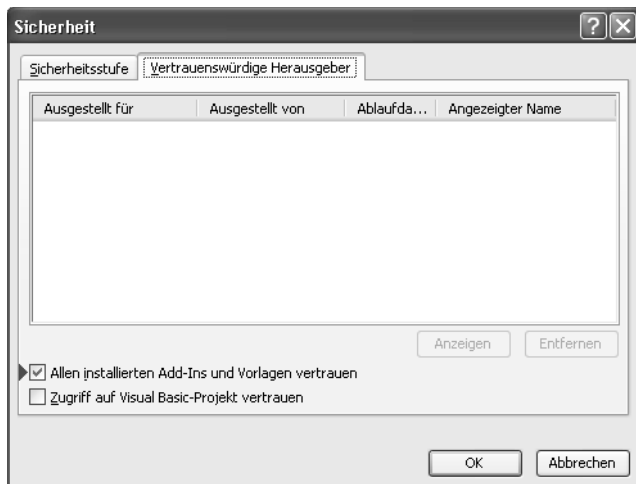 Sicherheit
Sicherheitsstufe Vertrauenswürdige Herausgeber
Ausgestellt für Ausgestellt von Ablaufda... Angezeigter Name
Anzeigen Entfernen
Allen installierten Add-Ins und Vorlagen vertrauen
Zugriff auf Visual Basic-Projekt vertrauen
OK Abbrechen